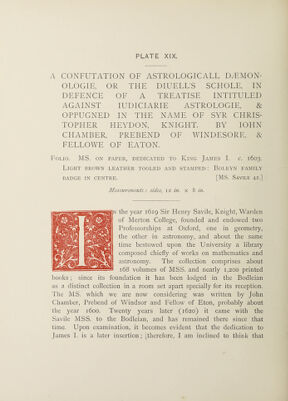 PLATE XIX.
A CONFUTATION OF ASTROLOGICALL DÆMON-
OLOGIE, OR THE DIUELL'S SCHOLE, IN
DEFENCE OF A TREATISE INTITULED
AGAINST IUDICIARIE ASTROLOGIE, &
OPPUGNED IN THE NAME OF SYR CHRIS-
TOPHER HEYDON, KNIGHT. BY IOHN
CHAMBER, PREBEND OF WINDESORE, &
FELLOWE OF EATON.
FOLIO. MS. ON PAPER, DEDICATED TO KING JAMES I. c. 1603.
LIGHT BROWN LEATHER TOOLED AND STAMPED: BOLEYN FAMILY
BADGE IN CENTRE. [MS. SAVILE 42.]
Measurements: sides, 12 in. × 8 in.
In the year 1619 Sir Henry Savile, Knight, Warden
of Merton College, founded and endowed two
Professorships at Oxford, one in geometry,
the other in astronomy, and about the same
time bestowed upon the University a library
composed chiefly of works on mathematics and
astronomy. The collection comprises about
168 volumes of MSS. and nearly 1,200 printed
books; since its foundation it has been lodged in the Bodleian
as a distinct collection in a room set apart specially for its reception.
The MS. which we are now considering was written by John
Chamber, Prebend of Windsor and Fellow of Eton, probably about
the year 1600. Twenty years later (1620) it came with the
Savile MSS. to the Bodleian, and has remained there since that
time. Upon examination, it becomes evident that the dedication to
James I. is a later insertion; therefore, I am inclined to think that